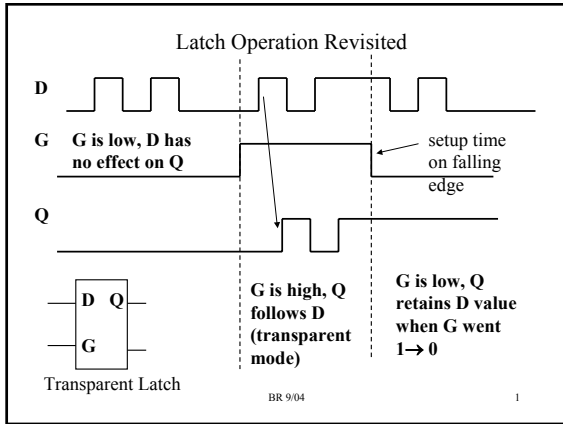 Latch Operation Revisited
D
G
G is low, D has
no effect on Q
setup time
on falling
edge
Q
D Q
G
Transparent Latch
G is high, Q
follows D
(transparent
mode)
G is low, Q
retains D value
when G went
1→ 0
BR 9/04
1